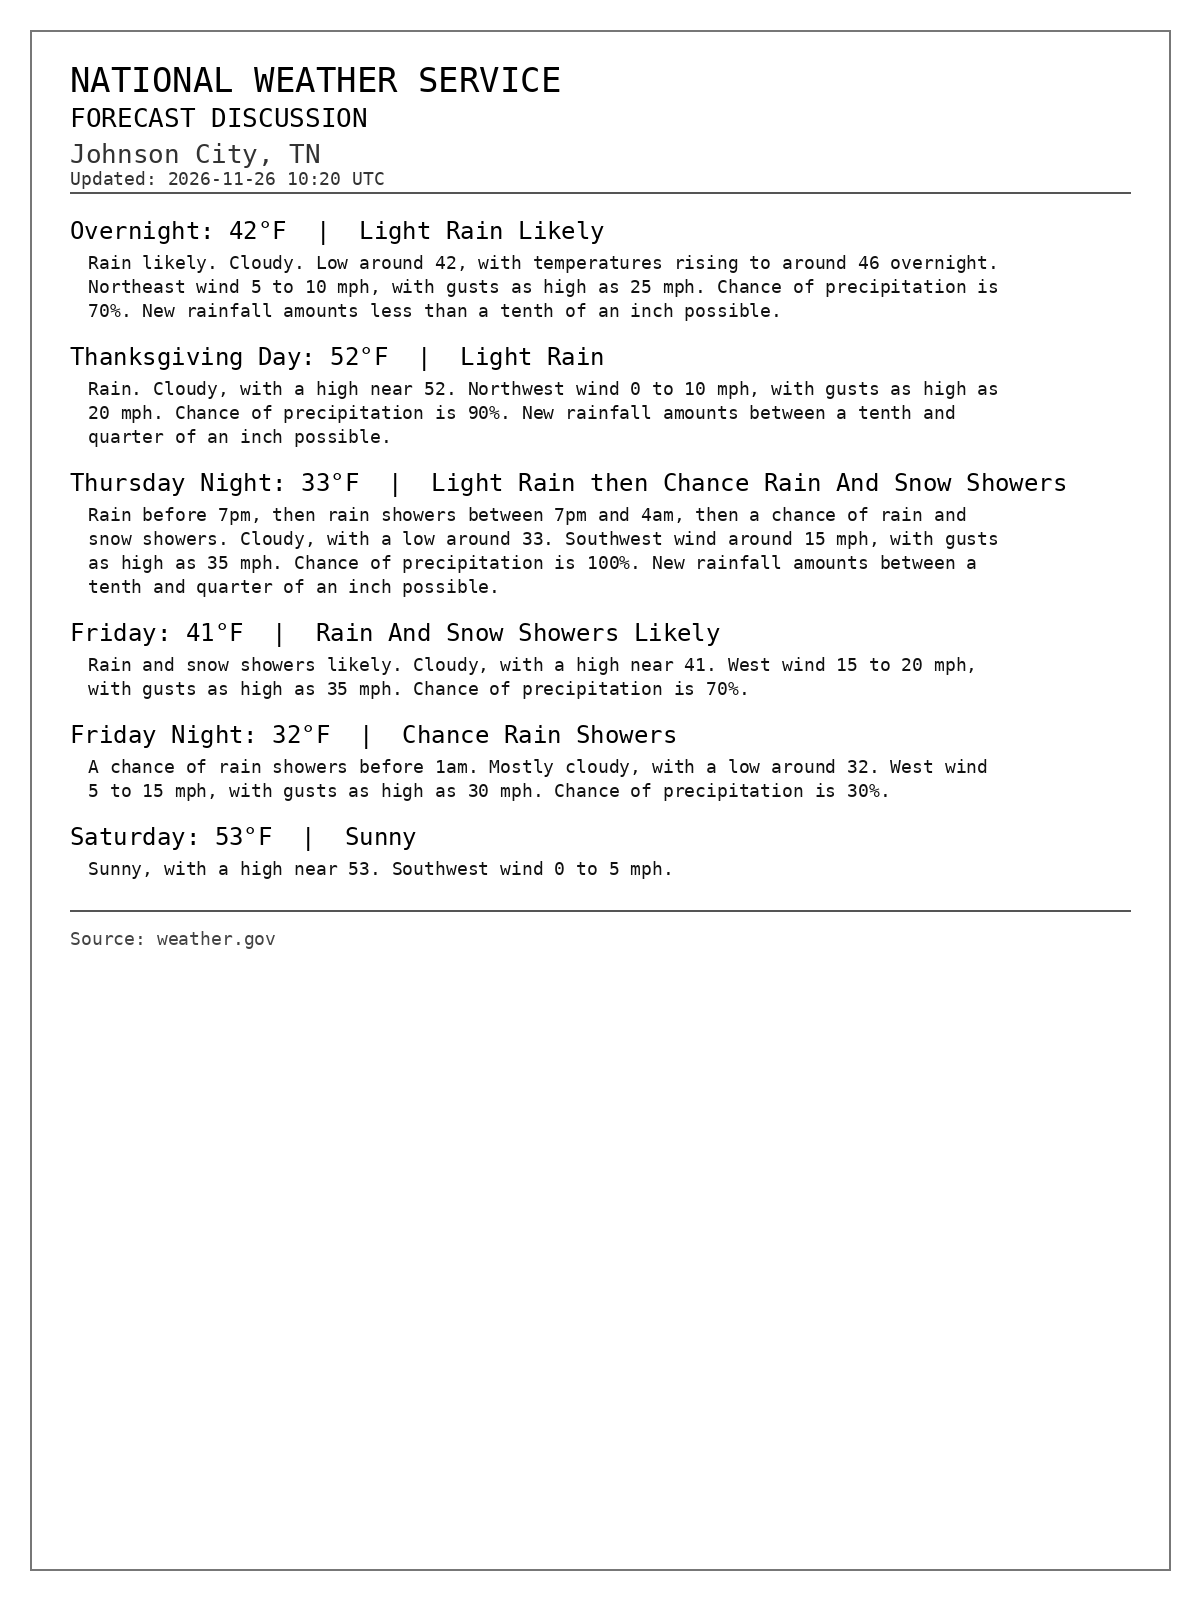 NATIONAL WEATHER SERVICE
FORECAST DISCUSSION
Johnson City, TN
Updated: 2026-11-26 10:20 UTC
Overnight: 42°F | Light Rain Likely
Rain likely. Cloudy. Low around 42, with temperatures rising to around 46 overnight.
Northeast wind 5 to 10 mph, with gusts as high as 25 mph. Chance of precipitation is
70%. New rainfall amounts less than a tenth of an inch possible.
Thanksgiving Day: 52°F | Light Rain
Rain. Cloudy, with a high near 52. Northwest wind 0 to 10 mph, with gusts as high as
20 mph. Chance of precipitation is 90%. New rainfall amounts between a tenth and
quarter of an inch possible.
Thursday Night: 33°F | Light Rain then Chance Rain And Snow Showers
Rain before 7pm, then rain showers between 7pm and 4am, then a chance of rain and
snow showers. Cloudy, with a low around 33. Southwest wind around 15 mph, with gusts
as high as 35 mph. Chance of precipitation is 100%. New rainfall amounts between a
tenth and quarter of an inch possible.
Friday: 41°F | Rain And Snow Showers Likely
Rain and snow showers likely. Cloudy, with a high near 41. West wind 15 to 20 mph,
with gusts as high as 35 mph. Chance of precipitation is 70%.
Friday Night: 32°F | Chance Rain Showers
A chance of rain showers before 1am. Mostly cloudy, with a low around 32. West wind
5 to 15 mph, with gusts as high as 30 mph. Chance of precipitation is 30%.
Saturday: 53°F | Sunny
Sunny, with a high near 53. Southwest wind 0 to 5 mph.
Source: weather.gov